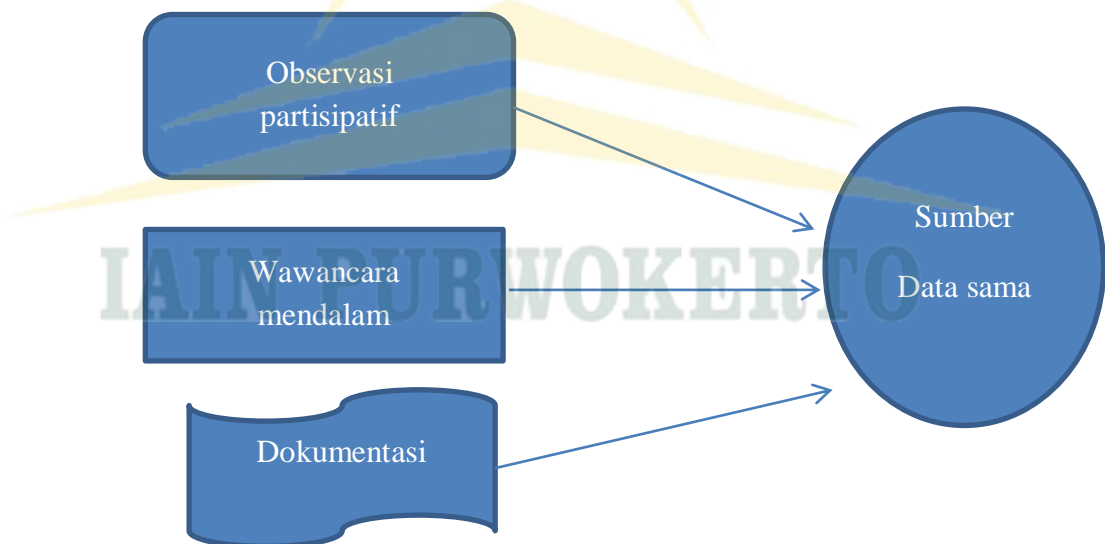 Observasi
partisipatif
Sumber
Data sama
Wawancara
mendalam
IAIN PURWOKERTO
Dokumentasi